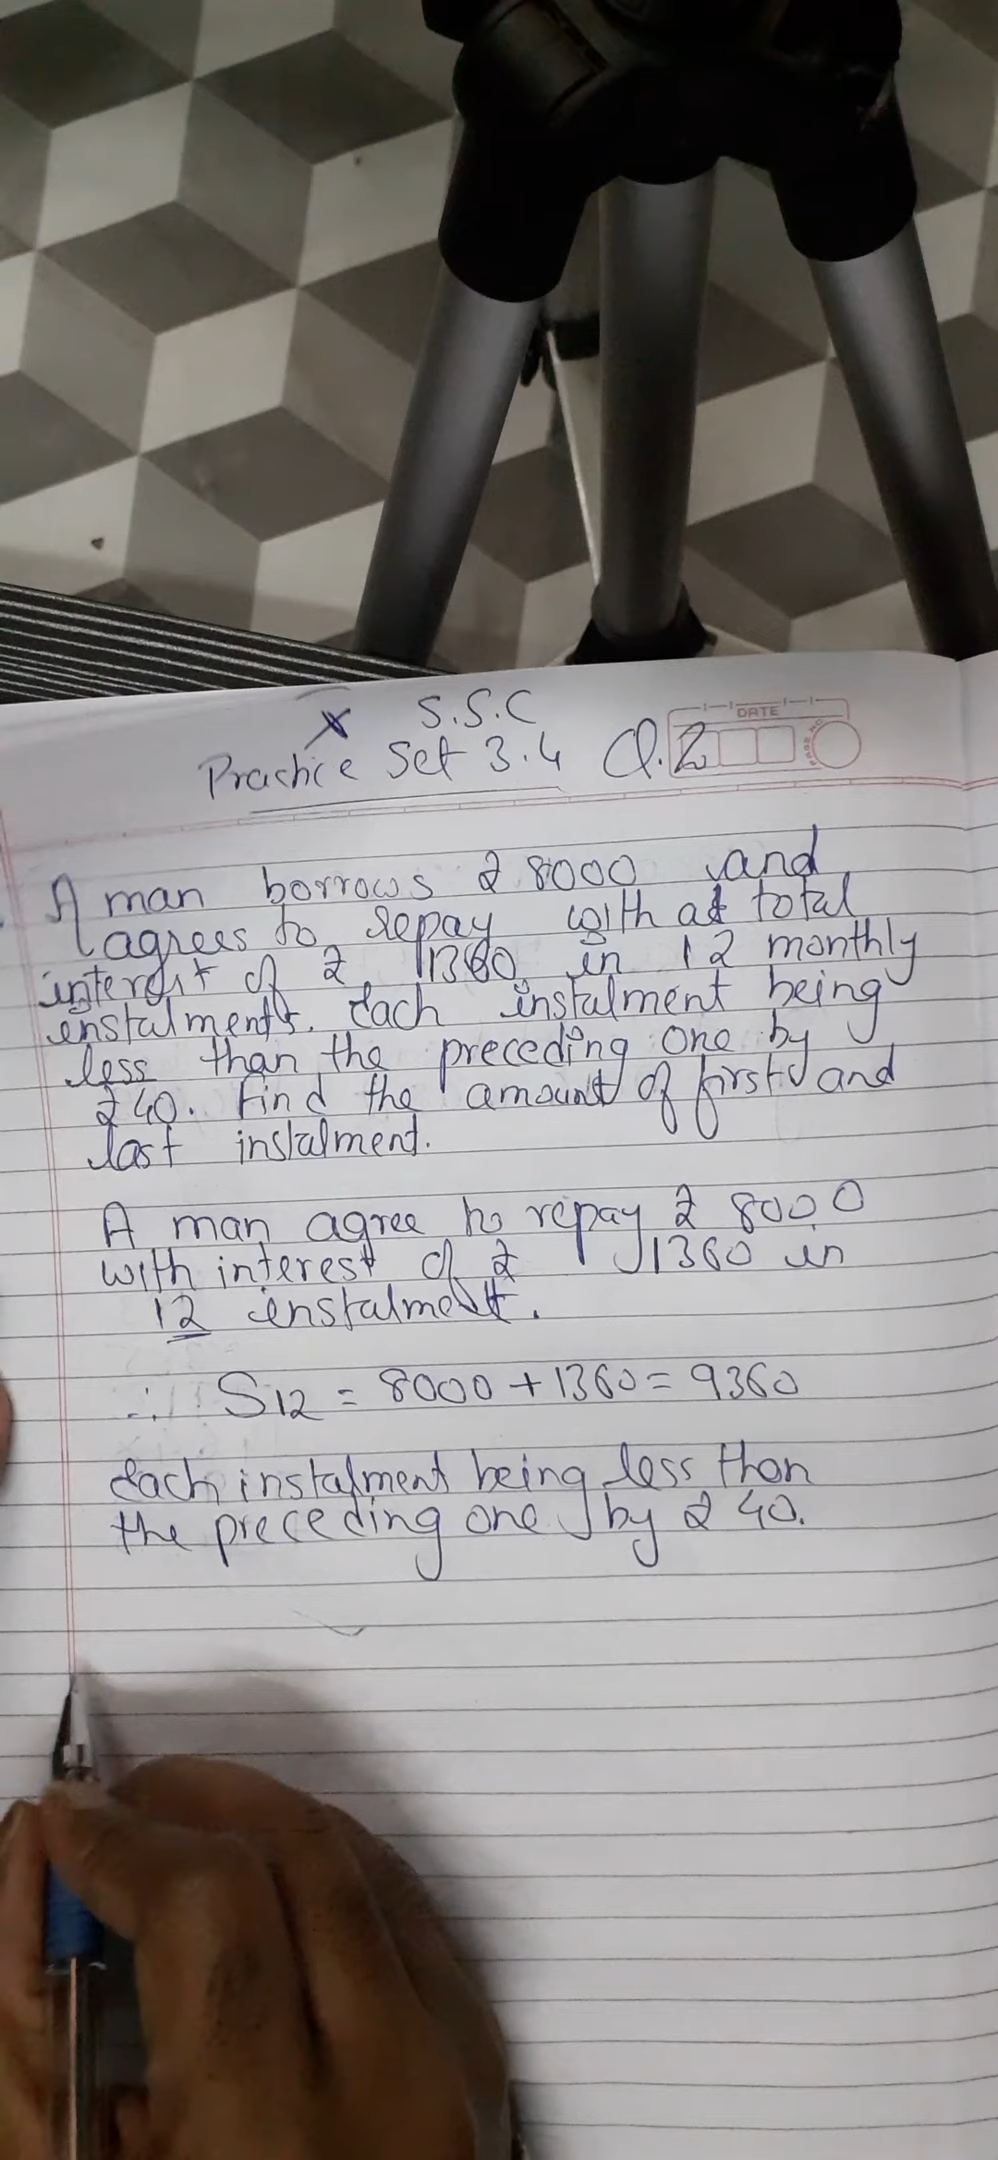 X S.S.C
Practice Set 3.4 Q.2
DATE
A man borrows ₹ 8000 and
agrees to repay with at total
interest of ₹ 1360 in 12 monthly
instalments. Each instalment being
less than the preceding one by
₹ 40. Find the amount of first and
last instalment.
A man agree to repay ₹ 8000
with interest of ₹ 1360 in
12 instalment.
∴ S12 = 8000 + 1360 = 9360
Each instalment being less than
the preceding one by ₹ 40.